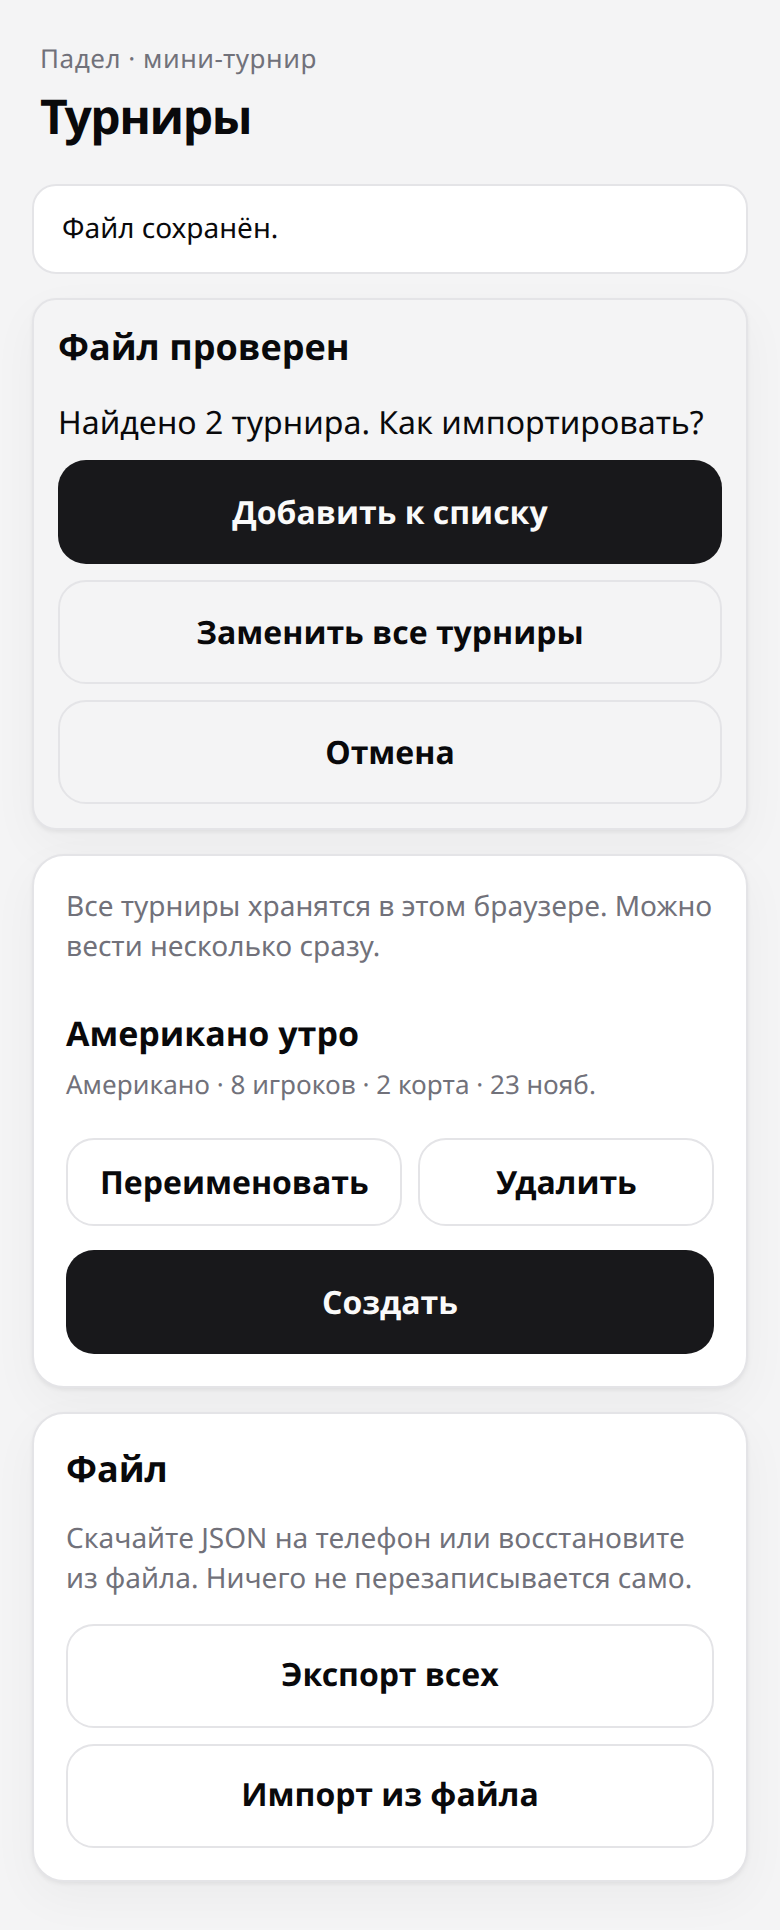 Падел · мини-турнир
Турниры
Файл сохранён.
Файл проверен
Найдено 2 турнира. Как импортировать?
Добавить к списку
Заменить все турниры
Отмена
Все турниры хранятся в этом браузере. Можно
вести несколько сразу.
Американо утро
Американо · 8 игроков · 2 корта · 23 нояб.
Переименовать
Удалить
Создать
Файл
Скачайте JSON на телефон или восстановите
из файла. Ничего не перезаписывается само.
Экспорт всех
Импорт из файла